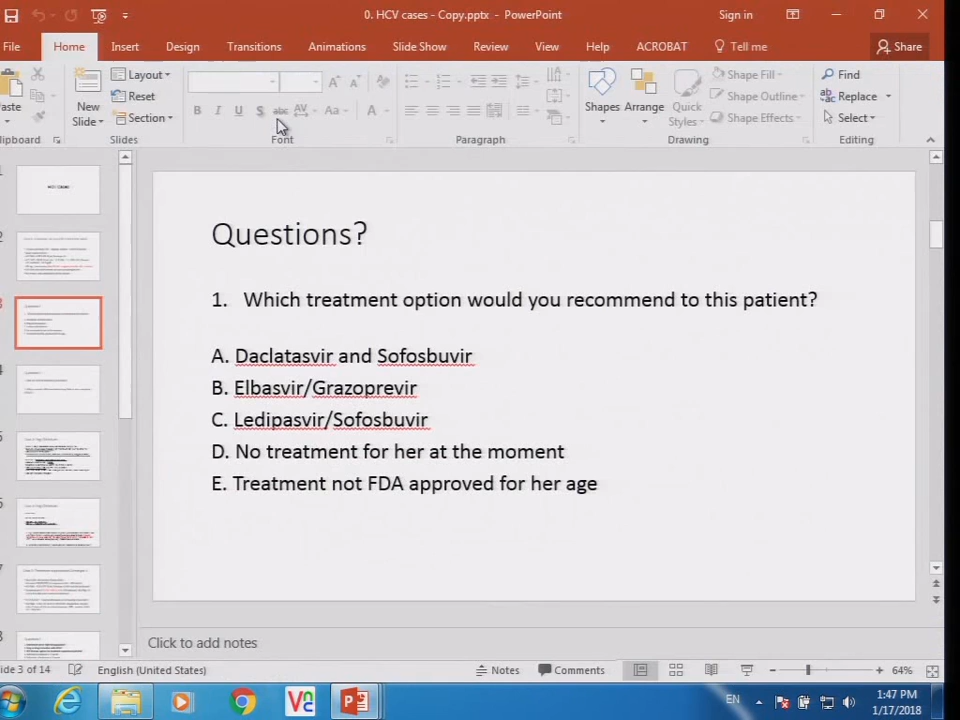 0. HCV cases - Copy.pptx - PowerPoint
Sign in
File
Home
Insert
Design
Transitions
Animations
Slide Show
Review
View
Help
ACROBAT
Tell me
Share
aste
New
Slide
Layout
Reset
Section
Shapes
Arrange
Quick
Styles
Shape Fill
Shape Outline
Shape Effects
Find
Replace
Select
lipboard
Slides
Font
Paragraph
Drawing
Editing
Questions?
1. Which treatment option would you recommend to this patient?
A. Daclatasvir and Sofosbuvir
B. Elbasvir/Grazoprevir
C. Ledipasvir/Sofosbuvir
D. No treatment for her at the moment
E. Treatment not FDA approved for her age
2
4
Click to add notes
lide 3 of 14
English (United States)
Notes
Comments
64%
EN
1:47 PM
1/17/2018